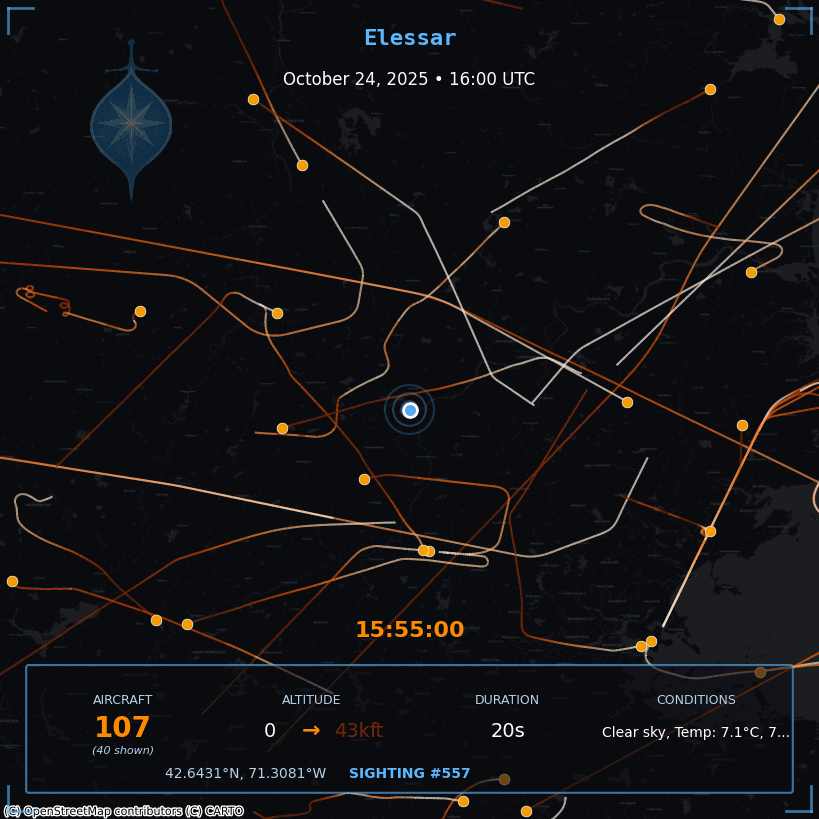 Elessar
October 24, 2025 • 16:00 UTC
15:55:00
AIRCRAFT ALTITUDE DURATION CONDITIONS
107 0 → 43kft 20s Clear sky, Temp: 7.1°C, 7...
(40 shown)
42.6431°N, 71.3081°W SIGHTING #557
(C) OpenStreetMap contributors (C) CARTO